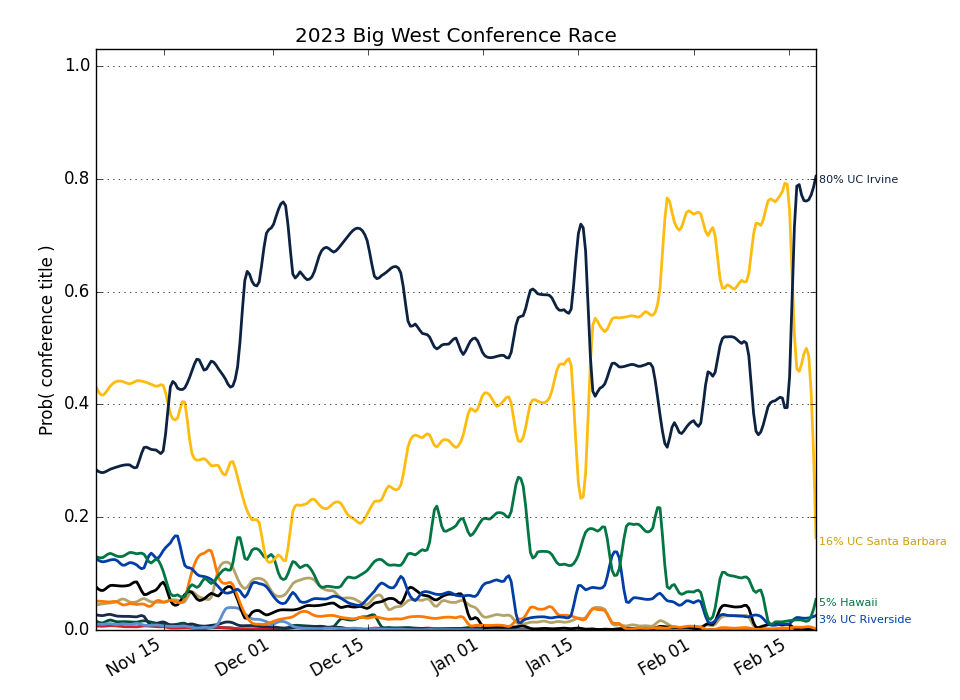 2023 Big West Conference Race
1.0
0.8
0.6
0.4
0.2
0.0
Prob( conference title )
80% UC Irvine
16% UC Santa Barbara
5% Hawaii
3% UC Riverside
Nov 15
Dec 01
Dec 15
Jan 01
Jan 15
Feb 01
Feb 15